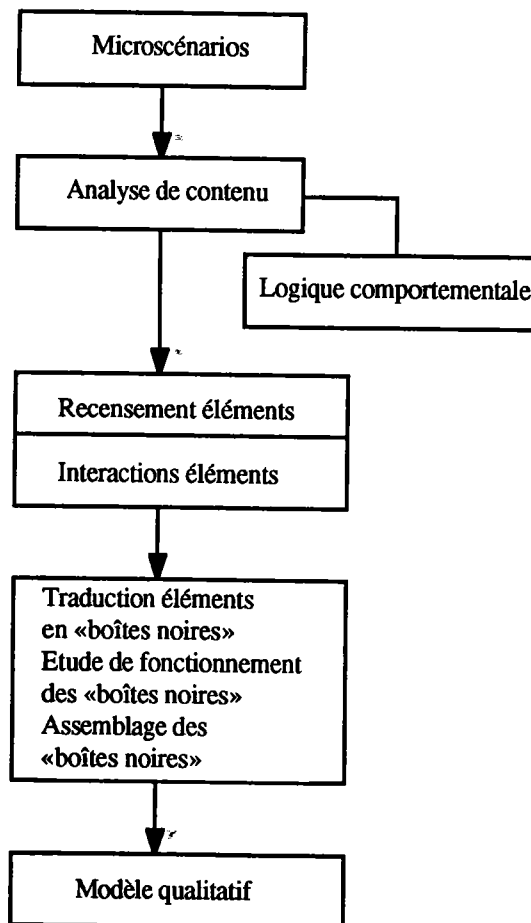 Microscénarios
Analyse de contenu
Logique comportementale
Recensement éléments
Interactions éléments
Traduction éléments
en «boîtes noires»
Etude de fonctionnement
des «boîtes noires»
Assemblage des
«boîtes noires»
Modèle qualitatif